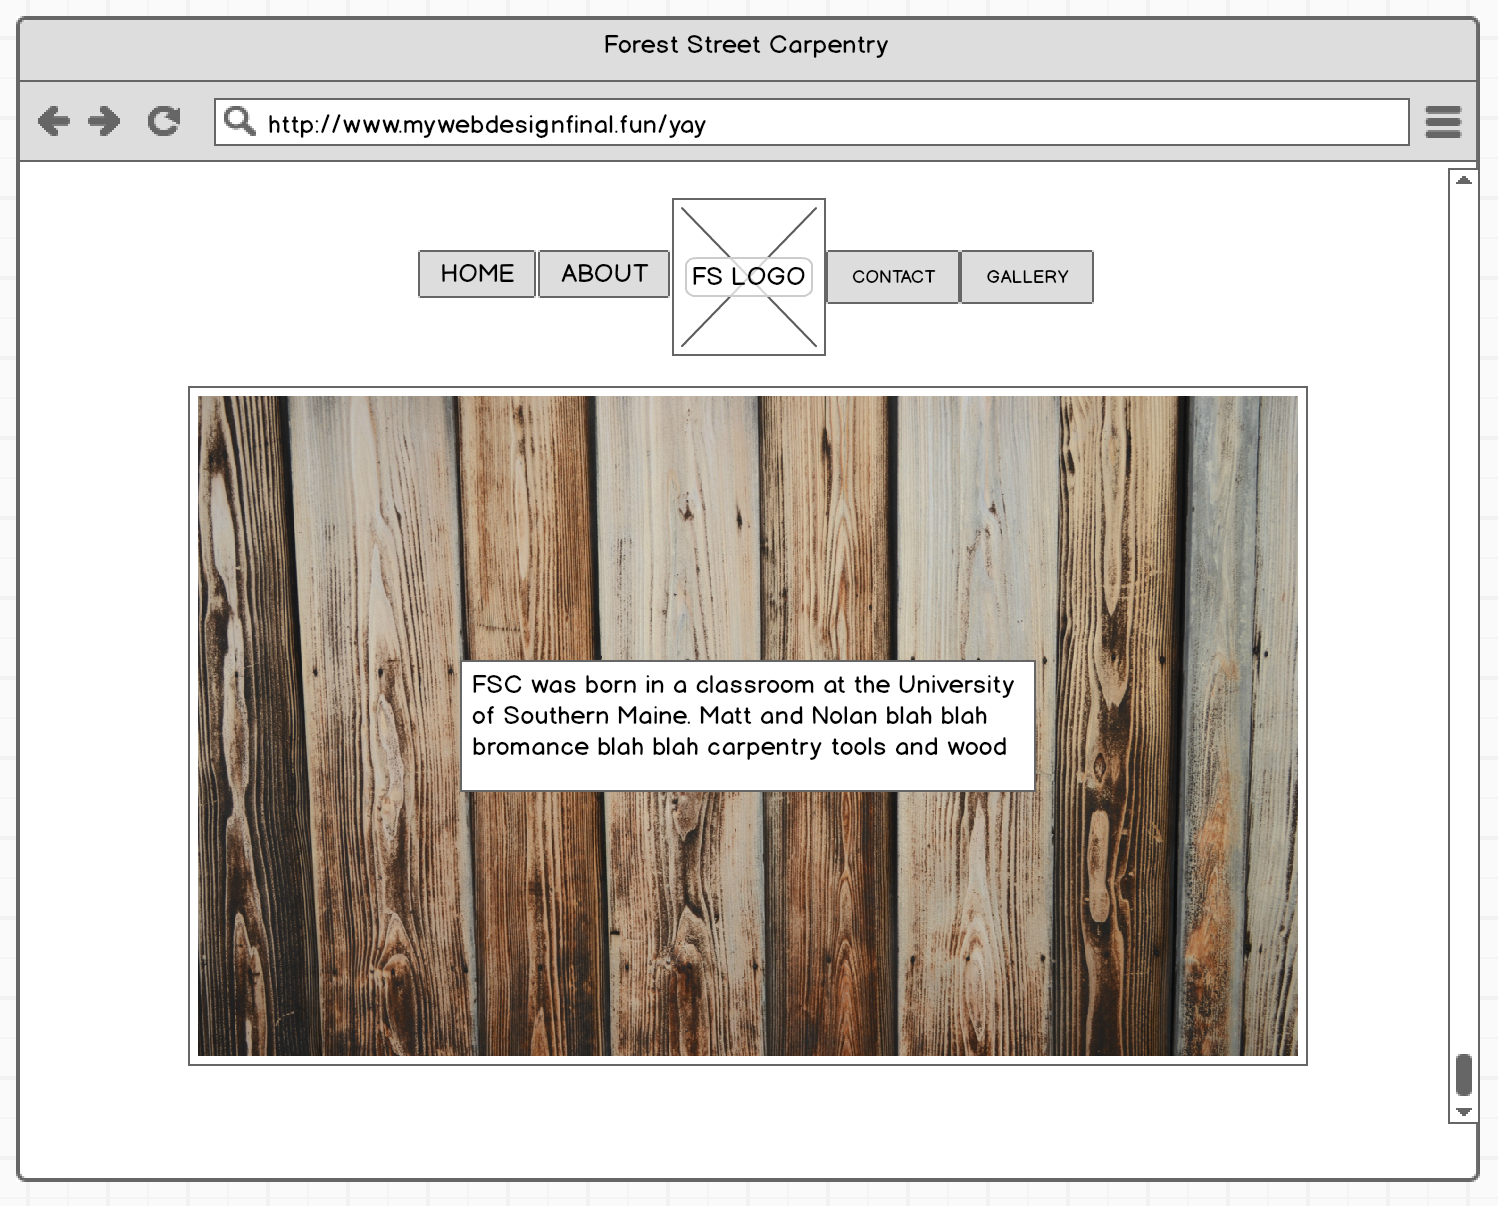 Forest Street Carpentry
http://www.mywebdesignfinal.fun/yay
HOME
ABOUT
FS LOGO
CONTACT
GALLERY
FSC was born in a classroom at the University
of Southern Maine. Matt and Nolan blah blah
bromance blah blah carpentry tools and wood